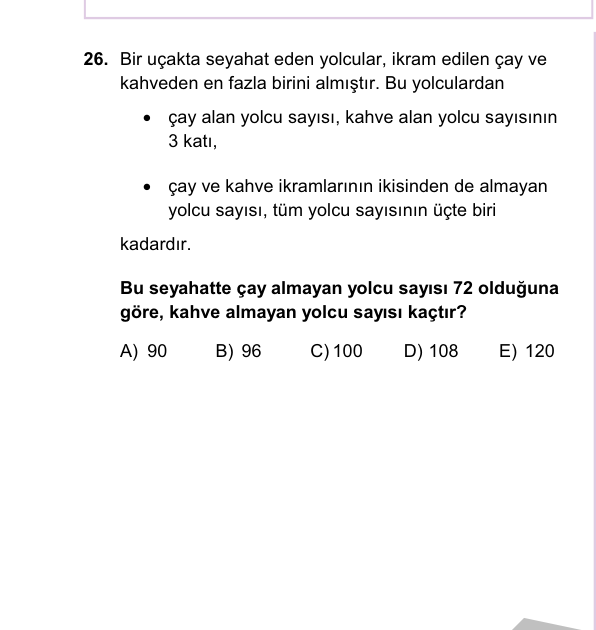 26. Bir uçakta seyahat eden yolcular, ikram edilen çay ve
kahveden en fazla birini almıştır. Bu yolculardan
• çay alan yolcu sayısı, kahve alan yolcu sayısının
3 katı,
• çay ve kahve ikramlarının ikisinden de almayan
yolcu sayısı, tüm yolcu sayısının üçte biri
kadardır.
Bu seyahatte çay almayan yolcu sayısı 72 olduğuna
göre, kahve almayan yolcu sayısı kaçtır?
A) 90 B) 96 C) 100 D) 108 E) 120